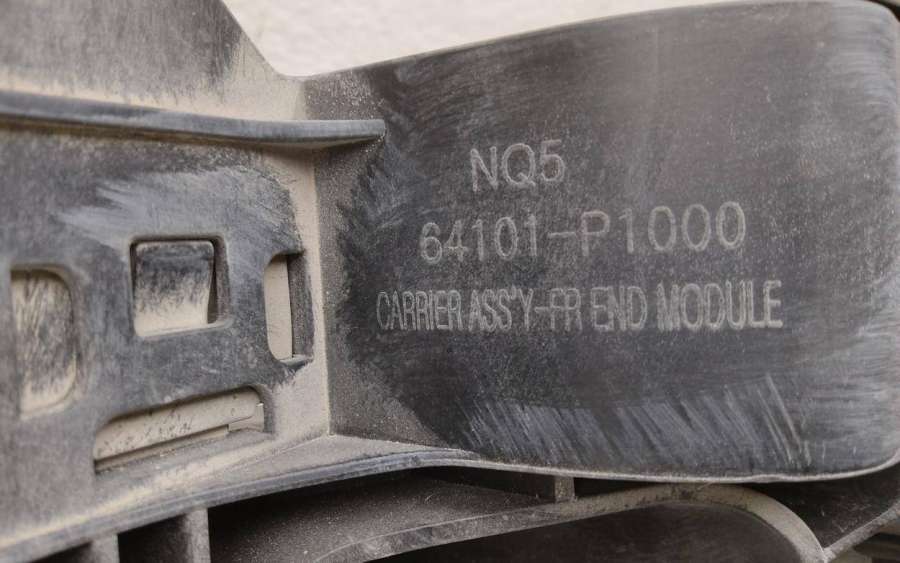 NQ5
64101-P1000
CARRIER ASS'Y-FR END MODULE